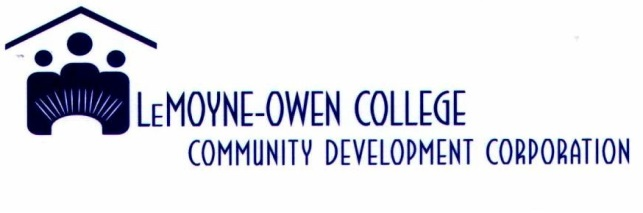 LEMOYNE-OWEN COLLEGE
COMMUNITY DEVELOPMENT CORPORATION